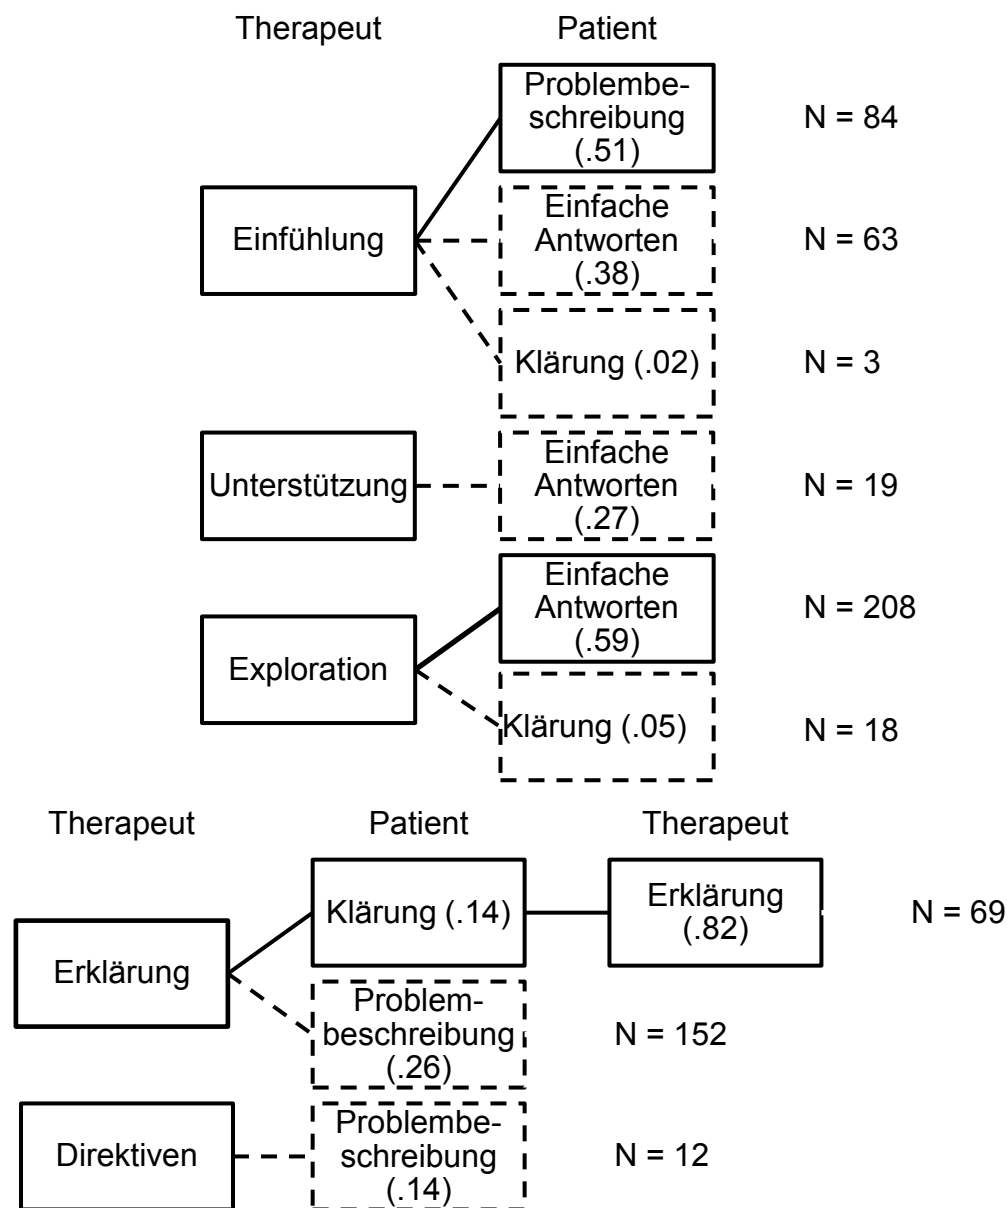 Therapeut Patient
Problembe-
schreibung
(.51)
N = 84
Einfühlung
Einfache
Antworten
(.38)
N = 63
Klärung (.02)
N = 3
Unterstützung
Einfache
Antworten
(.27)
N = 19
Exploration
Einfache
Antworten
(.59)
N = 208
Klärung (.05)
N = 18
Therapeut Patient Therapeut
Erklärung
Klärung (.14)
Erklärung
(.82)
N = 69
Problem-
beschreibung
(.26)
N = 152
Direktiven
Problembe-
schreibung
(.14)
N = 12